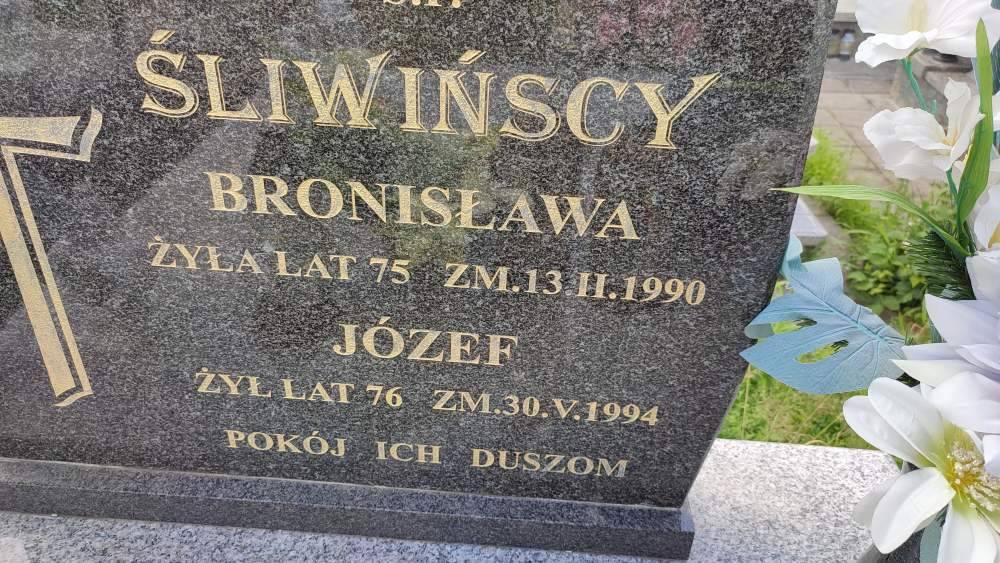 Ś.P.
ŚLIWIŃSCY
BRONISŁAWA
ŻYŁA LAT 75 ZM.13 II.1990
JÓZEF
ŻYŁ LAT 76 ZM.30.V.1994
POKÓJ ICH DUSZOM